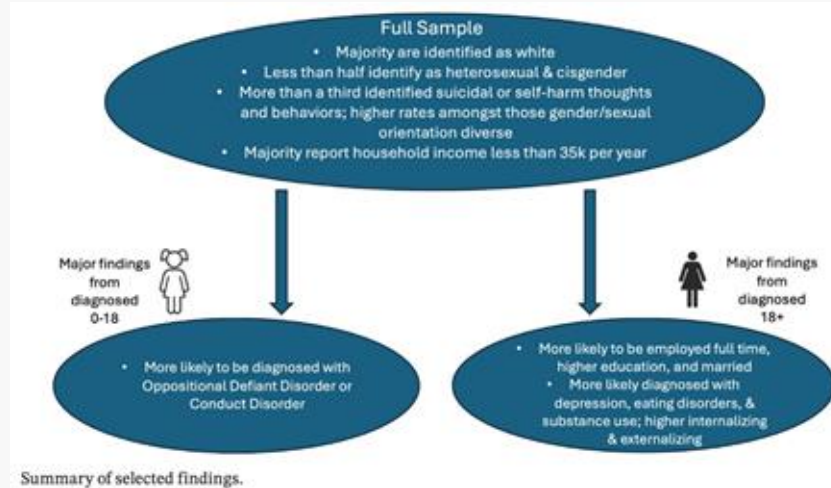 Full Sample
• Majority are identified as white
• Less than half identify as heterosexual & cisgender
• More than a third identified suicidal or self-harm thoughts
and behaviors; higher rates amongst those gender/sexual
orientation diverse
• Majority report household income less than 35k per year
Major findings
from
diagnosed
0-18
Major findings
from
diagnosed
18+
• More likely to be diagnosed with
Oppositional Defiant Disorder or
Conduct Disorder
• More likely to be employed full time,
higher education, and married
• More likely diagnosed with
depression, eating disorders, &
substance use; higher internalizing
& externalizing
Summary of selected findings.